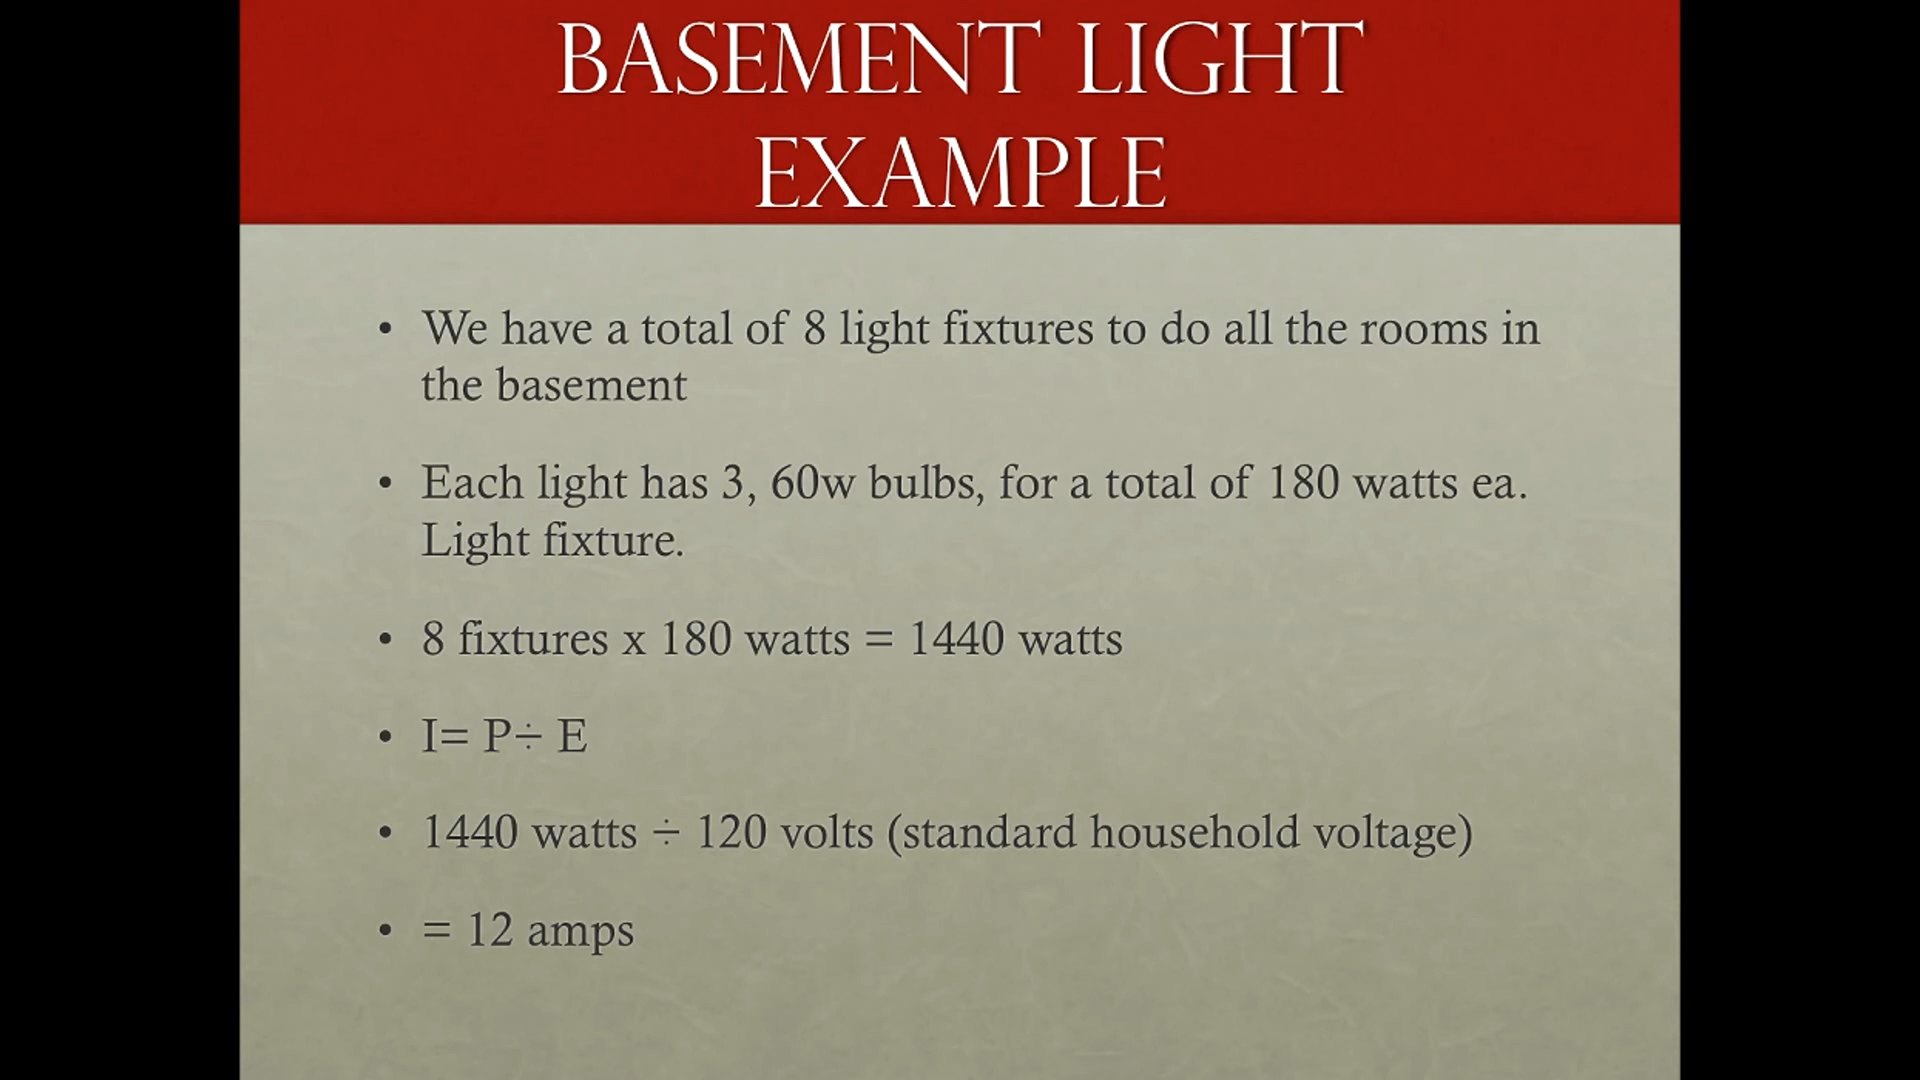 BASEMENT LIGHT
EXAMPLE
• We have a total of 8 light fixtures to do all the rooms in
the basement
• Each light has 3, 60w bulbs, for a total of 180 watts ea.
Light fixture.
• 8 fixtures x 180 watts = 1440 watts
• I= P÷ E
• 1440 watts ÷ 120 volts (standard household voltage)
• = 12 amps